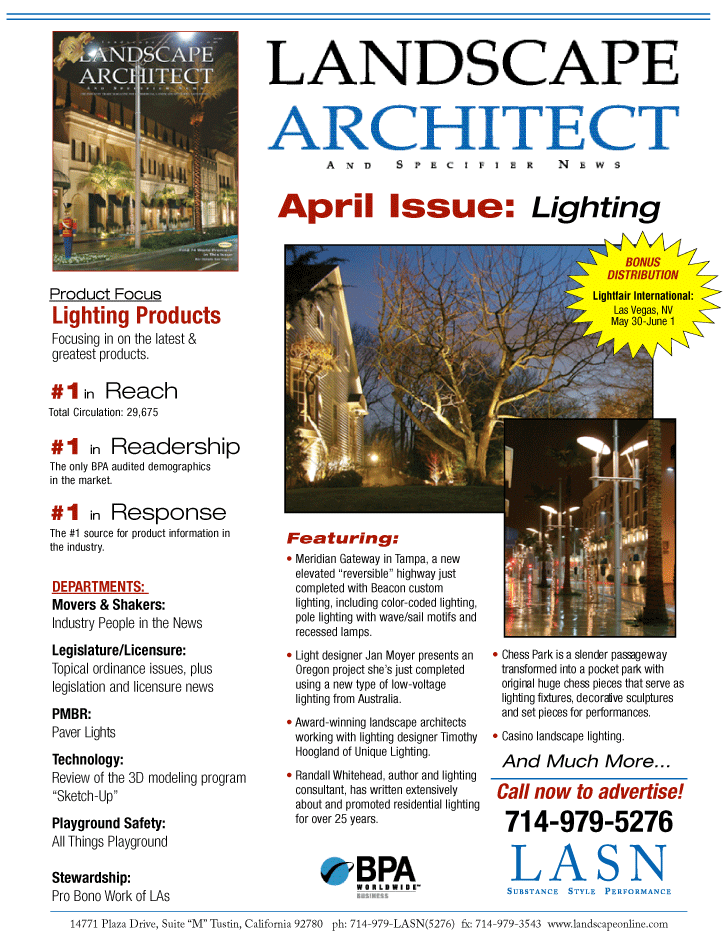 LANDSCAPE
ARCHITECT
AND SPECIFIER NEWS
LANDSCAPE
ARCHITECT
AND SPECIFIER NEWS
April Issue: Lighting
BONUS
DISTRIBUTION
Lightfair International:
Las Vegas, NV
May 30-June 1
Product Focus
Lighting Products
Focusing in on the latest &
greatest products.
#1 in Reach
Total Circulation: 29,675
#1 in Readership
The only BPA audited demographics
in the market.
#1 in Response
The #1 source for product information in
the industry.
DEPARTMENTS:
Movers & Shakers:
Industry People in the News
Legislature/Licensure:
Topical ordinance issues, plus
legislation and licensure news
PMBR:
Paver Lights
Technology:
Review of the 3D modeling program
“Sketch-Up”
Playground Safety:
All Things Playground
Stewardship:
Pro Bono Work of LAs
Featuring:
• Meridian Gateway in Tampa, a new
elevated “reversible” highway just
completed with Beacon custom
lighting, including color-coded lighting,
pole lighting with wave/sail motifs and
recessed lamps.
• Light designer Jan Moyer presents an
Oregon project she’s just completed
using a new type of low-voltage
lighting from Australia.
• Award-winning landscape architects
working with lighting designer Timothy
Hoogland of Unique Lighting.
• Randall Whitehead, author and lighting
consultant, has written extensively
about and promoted residential lighting
for over 25 years.
• Chess Park is a slender passageway
transformed into a pocket park with
original huge chess pieces that serve as
lighting fixtures, decorative sculptures
and set pieces for performances.
• Casino landscape lighting.
And Much More...
Call now to advertise!
714-979-5276
LASN
SUBSTANCE STYLE PERFORMANCE
BPA
WORLDWIDE™
BUSINESS
14771 Plaza Drive, Suite “M” Tustin, California 92780 ph: 714-979-LASN(5276) fx: 714-979-3543 www.landscapeonline.com